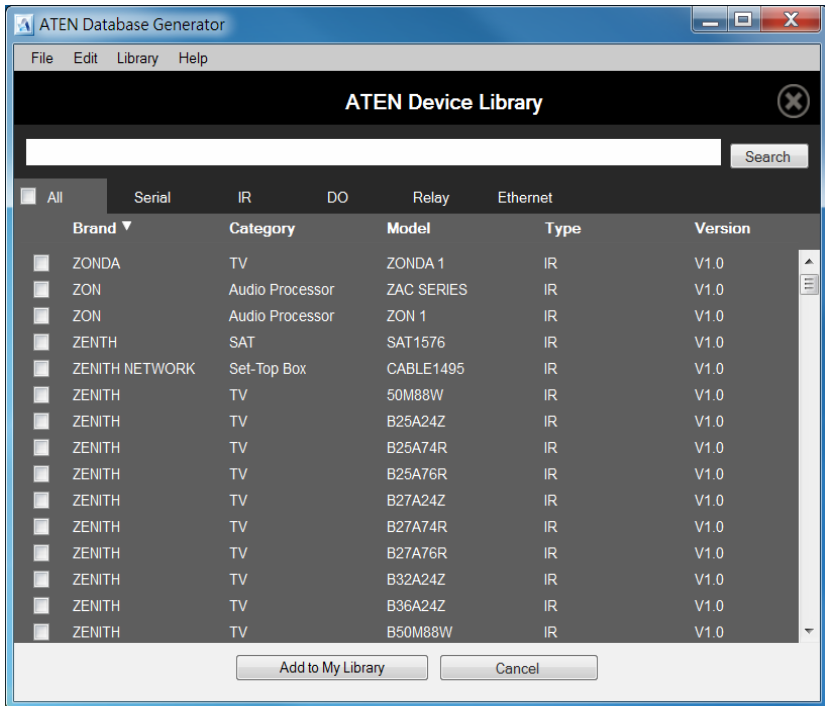 ATEN Database Generator
File Edit Library Help
ATEN Device Library
Search
All Serial IR DO Relay Ethernet
Brand ▼ Category Model Type Version
ZONDA TV ZONDA 1 IR V1.0
ZON Audio Processor ZAC SERIES IR V1.0
ZON Audio Processor ZON 1 IR V1.0
ZENTH SAT SAT1576 IR V1.0
ZENITH NETWORK Set-Top Box CABLE1495 IR V1.0
ZENITH TV 50M88W IR V1.0
ZENITH TV B25A24Z IR V1.0
ZENITH TV B25A74R IR V1.0
ZENITH TV B25A76R IR V1.0
ZENITH TV B27A24Z IR V1.0
ZENITH TV B27A74R IR V1.0
ZENITH TV B27A76R IR V1.0
ZENITH TV B32A24Z IR V1.0
ZENITH TV B36A24Z IR V1.0
ZENITH TV B50M88W IR V1.0
Add to My Library Cancel